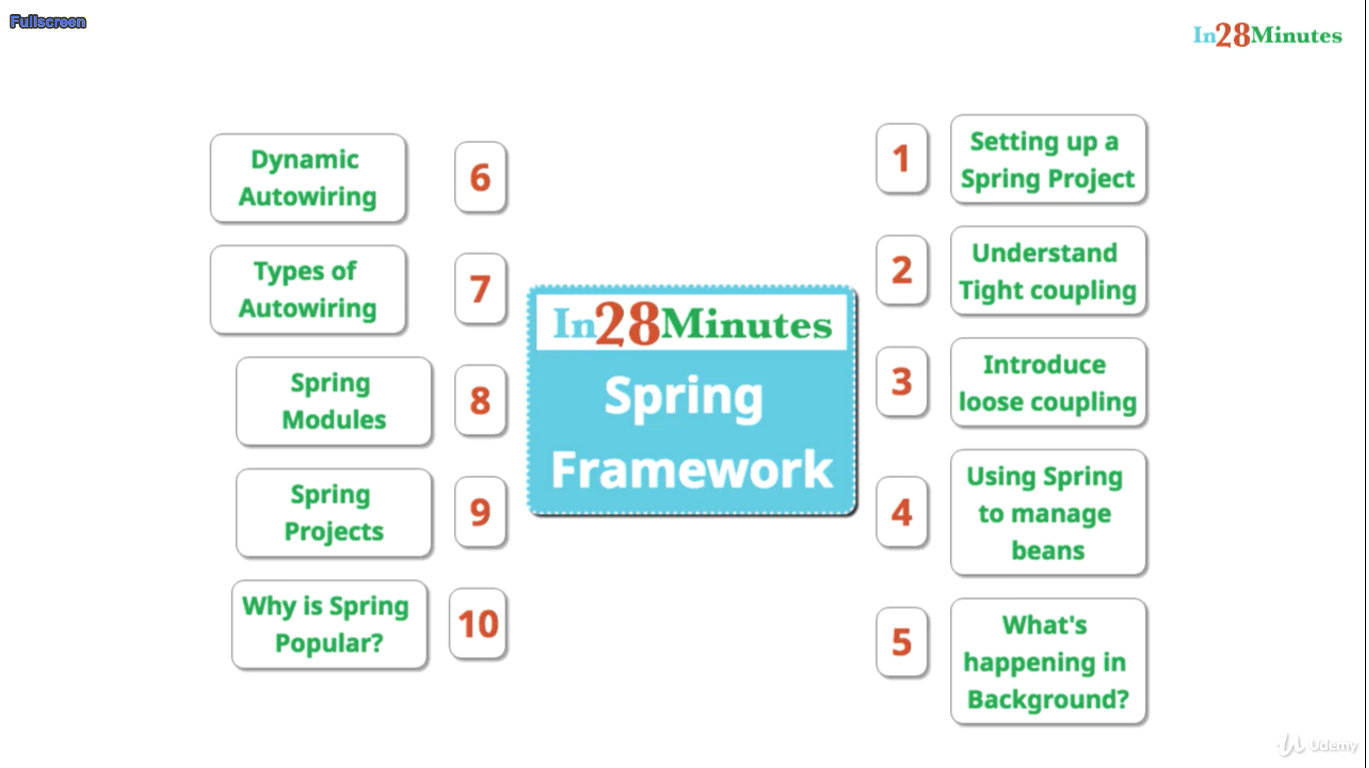 Fullscreen
In28Minutes
1
Setting up a
Spring Project
2
Understand
Tight coupling
3
Introduce
loose coupling
4
Using Spring
to manage
beans
5
What's
happening in
Background?
6
Dynamic
Autowiring
7
Types of
Autowiring
8
Spring
Modules
9
Spring
Projects
10
Why is Spring
Popular?
In28Minutes
Spring
Framework
Udemy